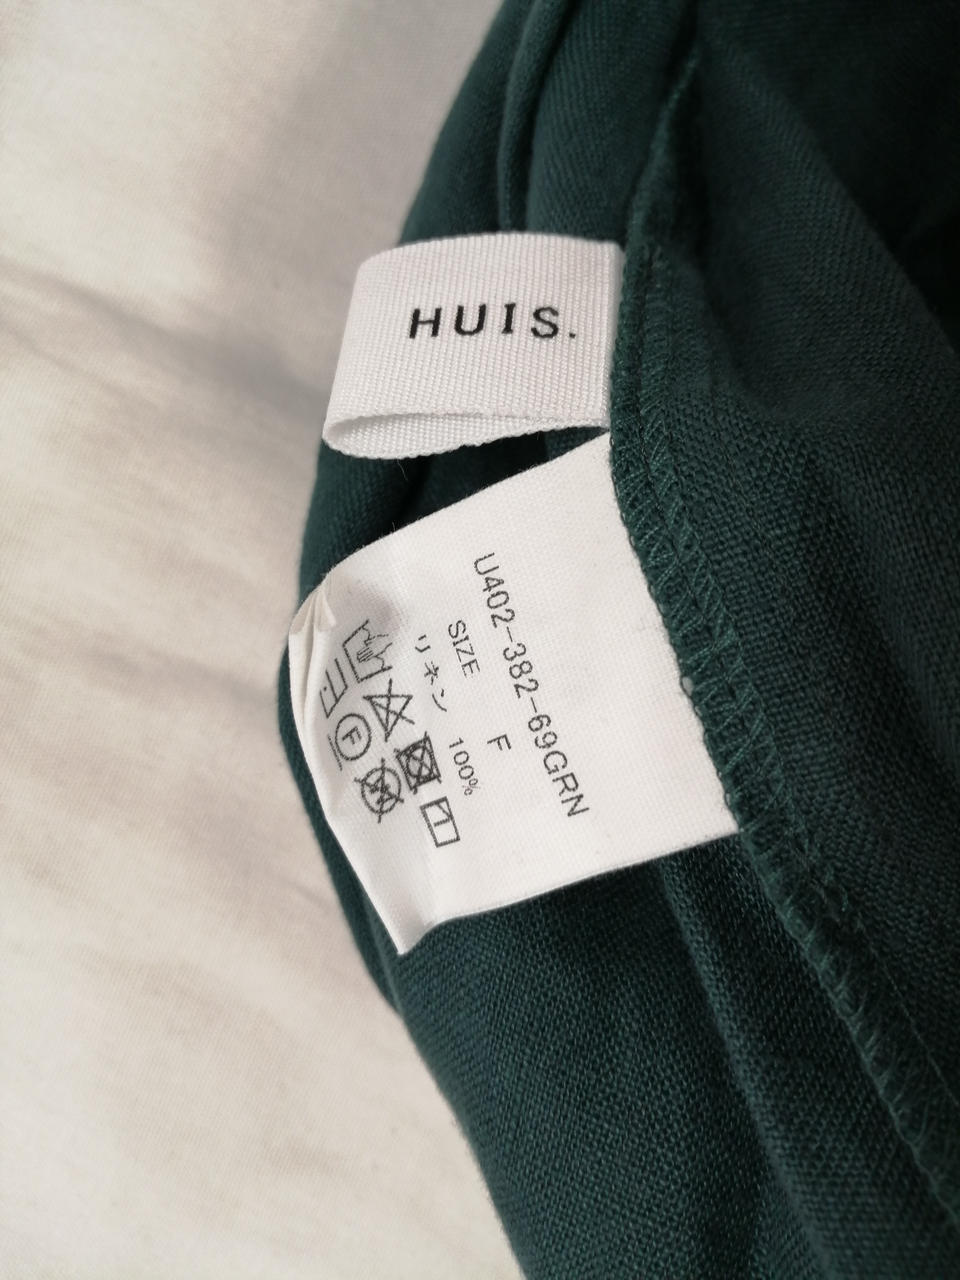 HUIS.
U402-382-69GRN
SIZE F
リネン 100%
F